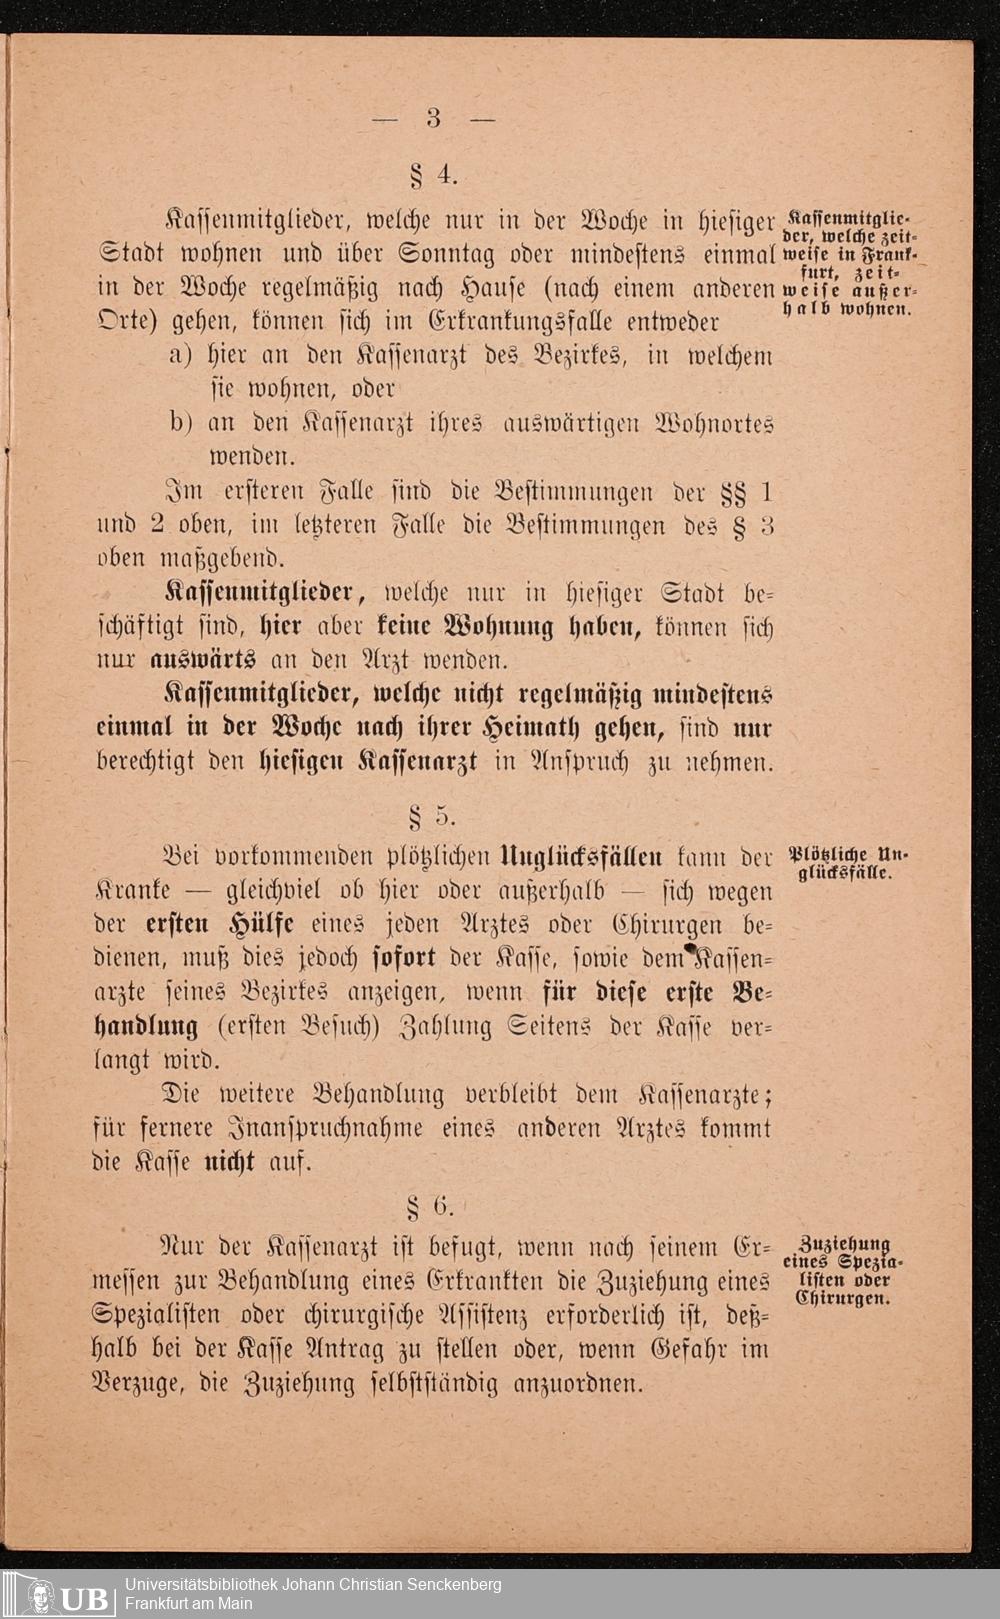 — 3 —
§ 4.
Kassenmitglieder, welche nur in der Woche in hiesiger
Stadt wohnen und über Sonntag oder mindestens einmal
in der Woche regelmäßig nach Hause (nach einem anderen
Orte) gehen, können sich im Erkrankungsfalle entweder
a) hier an den Kassenarzt des Bezirkes, in welchem
sie wohnen, oder
b) an den Kassenarzt ihres auswärtigen Wohnortes
wenden.
Im ersteren Falle sind die Bestimmungen der §§ 1
und 2 oben, im letzteren Falle die Bestimmungen des § 3
oben maßgebend.
Kassenmitglieder, welche nur in hiesiger Stadt be-
schäftigt sind, hier aber keine Wohnung haben, können sich
nur auswärts an den Arzt wenden.
Kassenmitglieder, welche nicht regelmäßig mindestens
einmal in der Woche nach ihrer Heimath gehen, sind nur
berechtigt den hiesigen Kassenarzt in Anspruch zu nehmen.
Kassenmitglie-
der, welche zeit-
weise in Frank-
furt, zeit-
weise außer-
halb wohnen.
§ 5.
Bei vorkommenden plötzlichen Unglücksfällen kann der
Kranke — gleichviel ob hier oder außerhalb — sich wegen
der ersten Hülfe eines jeden Arztes oder Chirurgen be-
dienen, muß dies jedoch sofort der Kasse, sowie dem Kassen-
arzte seines Bezirkes anzeigen, wenn für diese erste Be-
handlung (ersten Besuch) Zahlung Seitens der Kasse ver-
langt wird.
Die weitere Behandlung verbleibt dem Kassenarzte;
für fernere Inanspruchnahme eines anderen Arztes kommt
die Kasse nicht auf.
Plötzliche Un-
glücksfälle.
§ 6.
Nur der Kassenarzt ist befugt, wenn nach seinem Er-
messen zur Behandlung eines Erkrankten die Zuziehung eines
Spezialisten oder chirurgische Assistenz erforderlich ist, deß-
halb bei der Kasse Antrag zu stellen oder, wenn Gefahr im
Verzuge, die Zuziehung selbstständig anzuordnen.
Zuziehung
eines Spezia-
listen oder
Chirurgen.
UB
Universitätsbibliothek Johann Christian Senckenberg
Frankfurt am Main